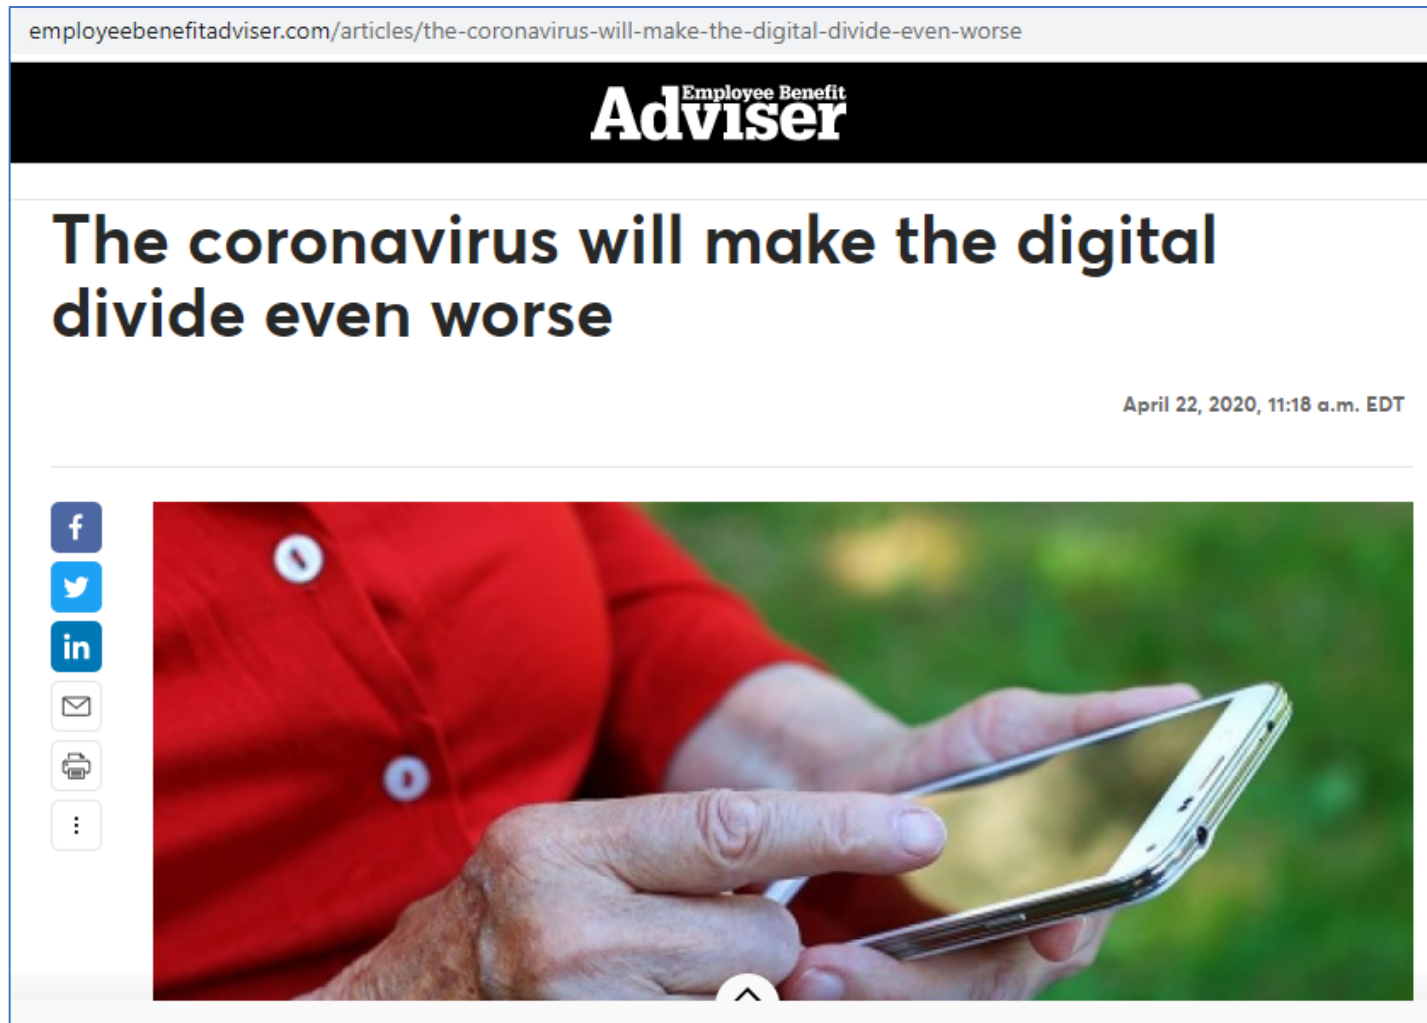 employeebenefitadviser.com/articles/the-coronavirus-will-make-the-digital-divide-even-worse
Employee Benefit
Adviser
The coronavirus will make the digital
divide even worse
April 22, 2020, 11:18 a.m. EDT
f
in